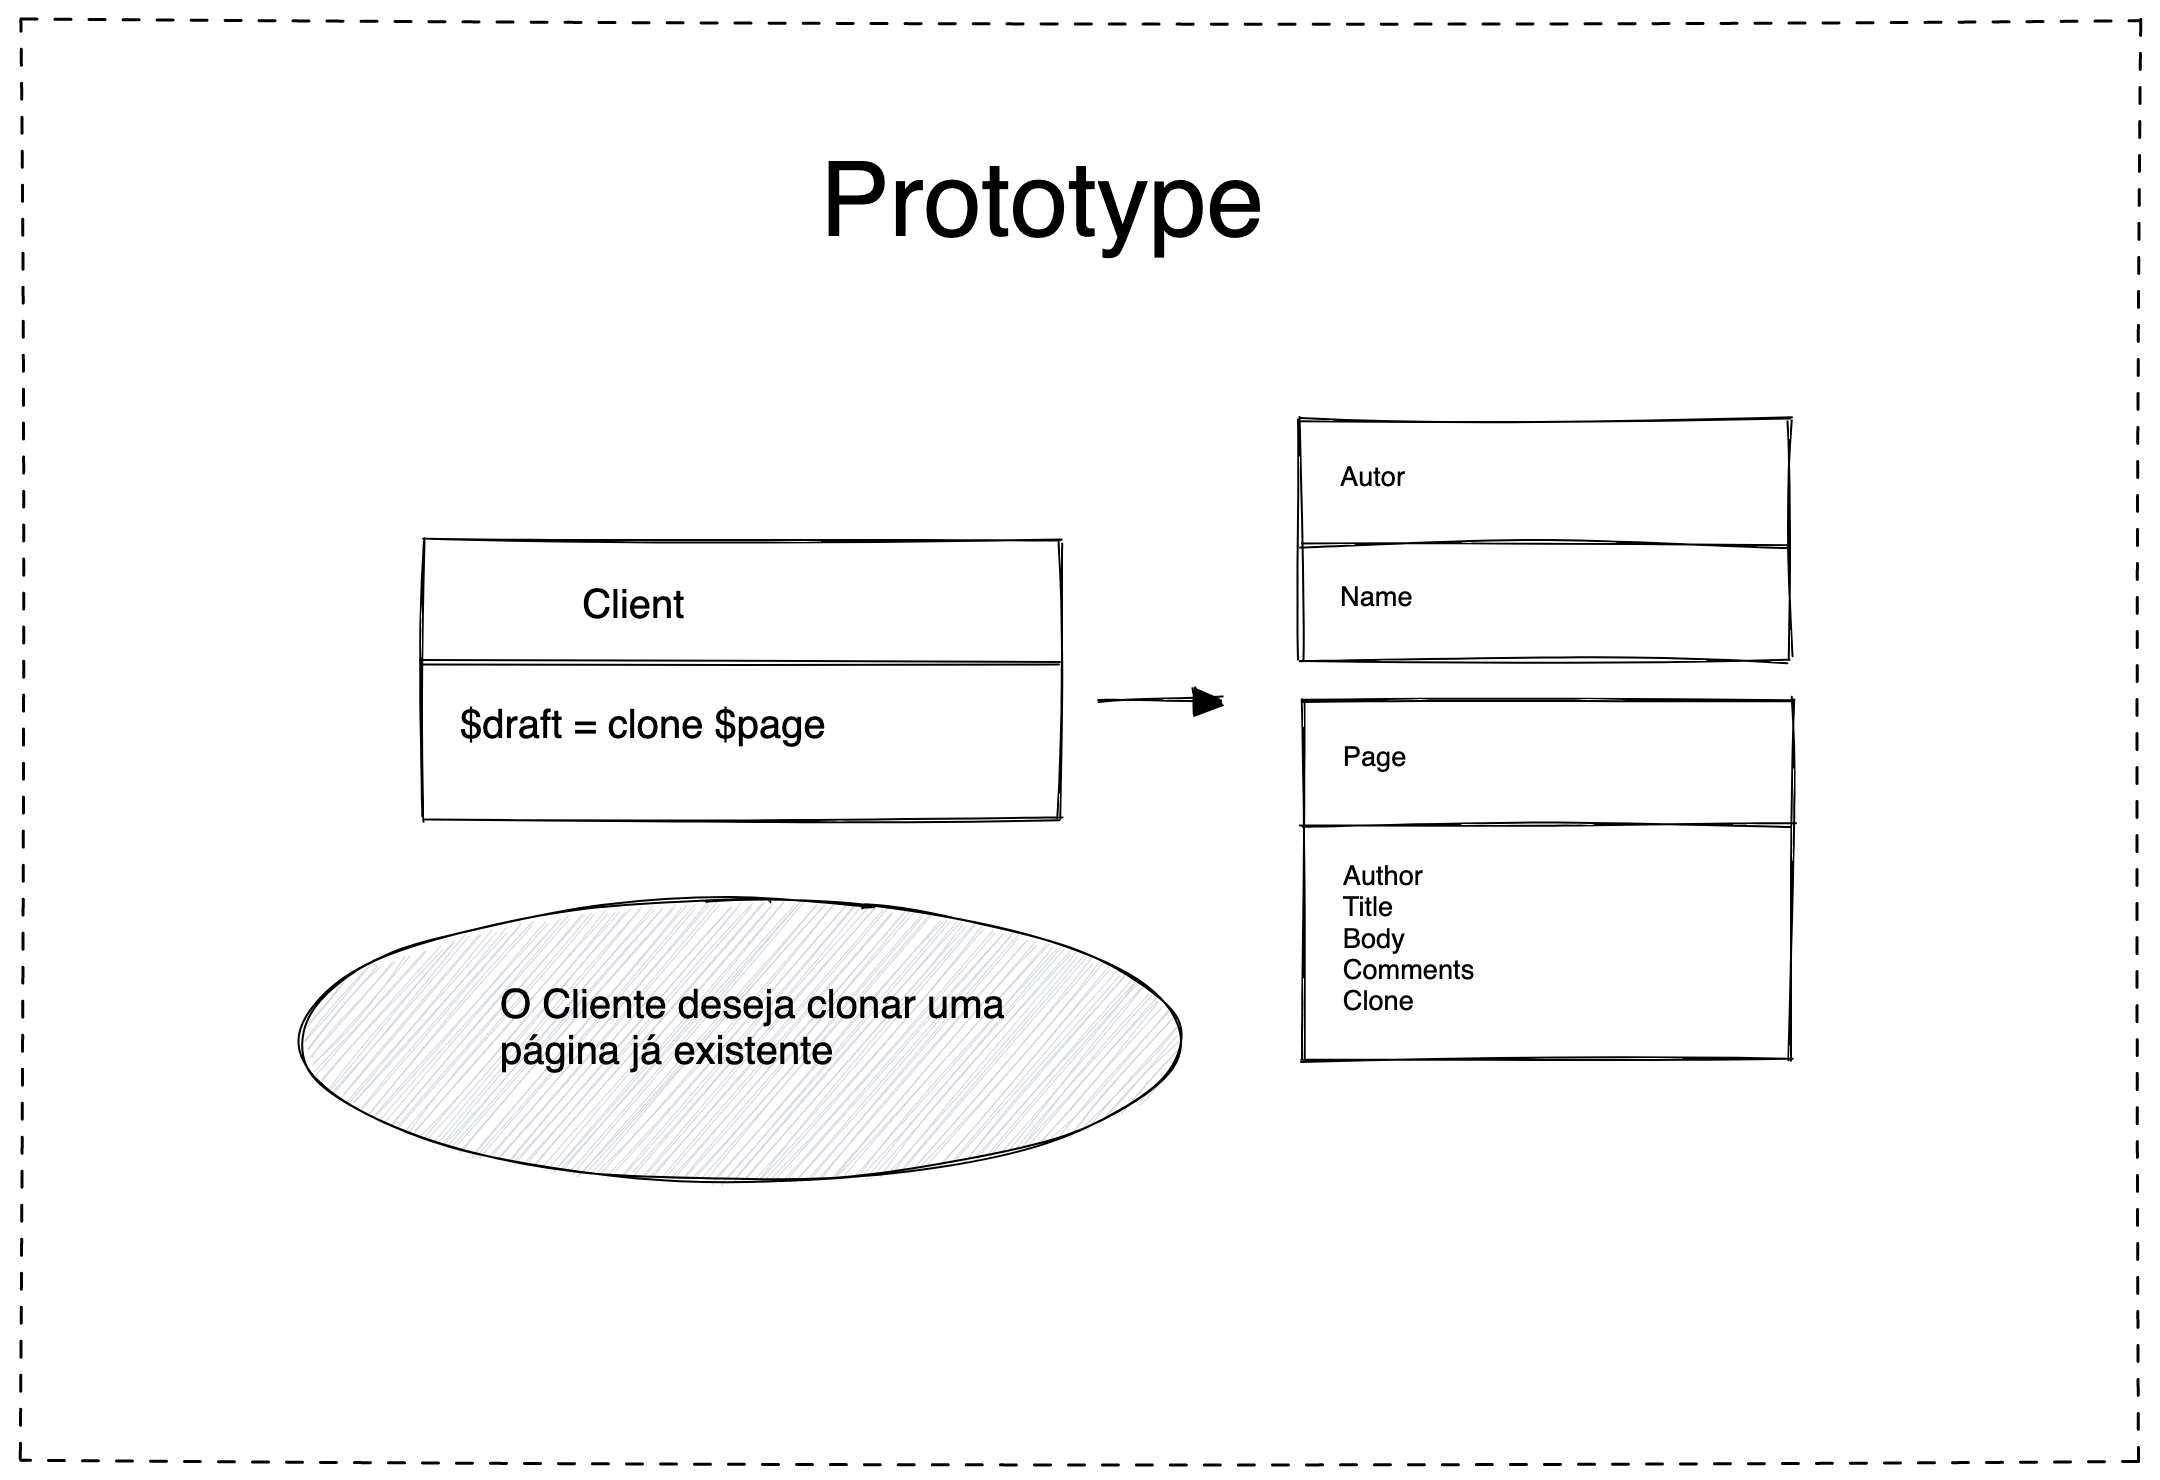 Prototype
Client
$draft = clone $page
O Cliente deseja clonar uma
página já existente
Autor
Name
Page
Author
Title
Body
Comments
Clone